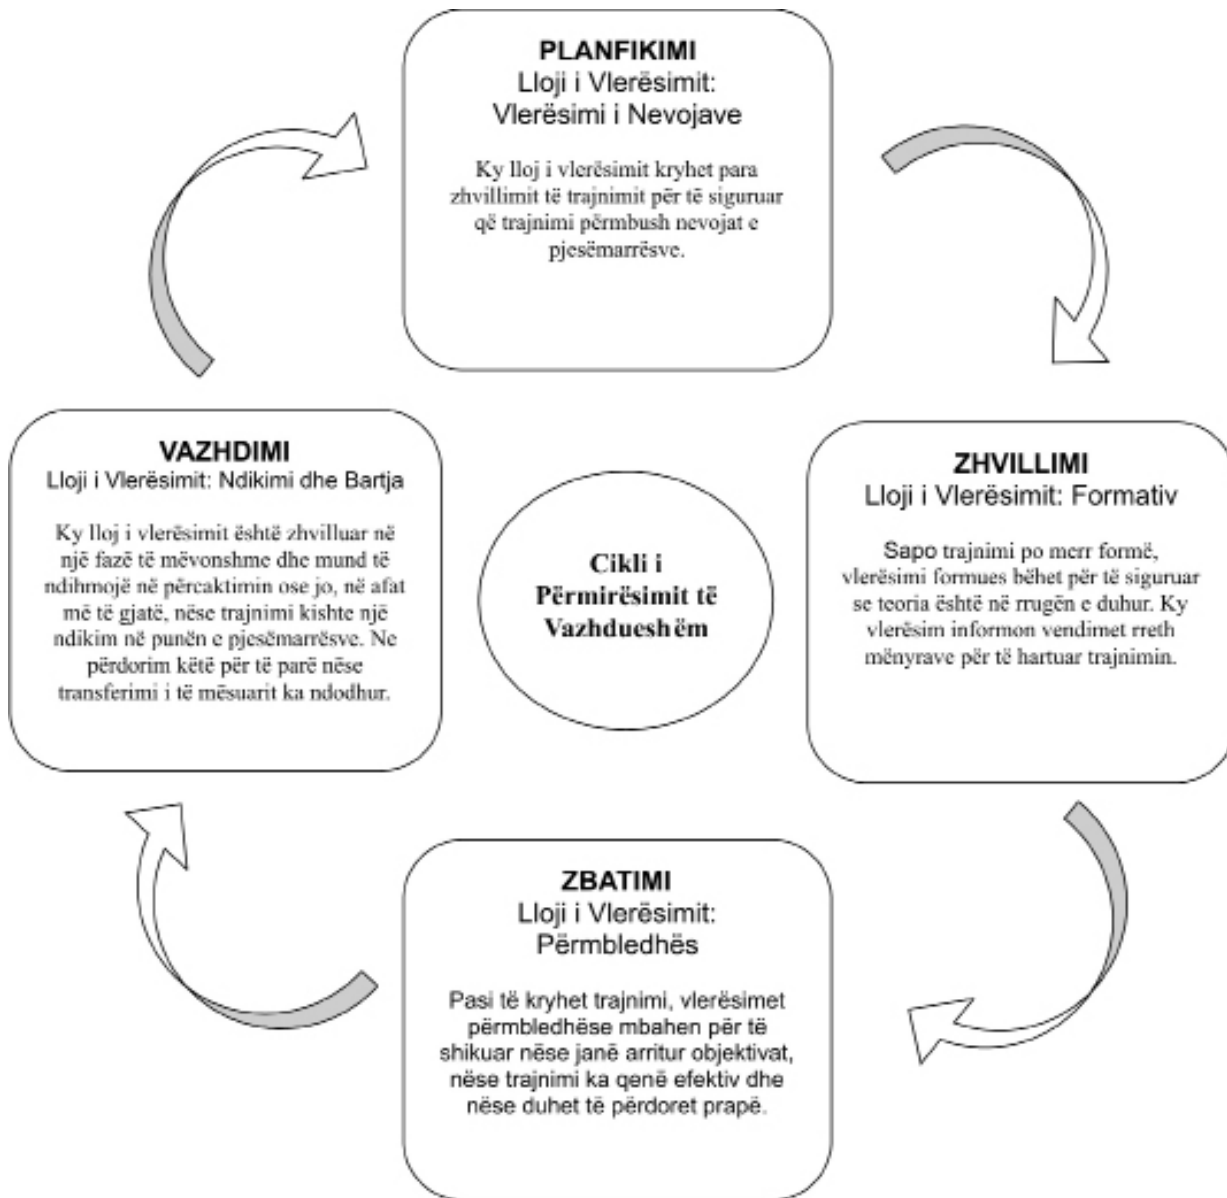 PLANFIKIMI
Lloji i Vlerësimit:
Vlerësimi i Nevojave
Ky lloj i vlerësimit kryhet para
zhvillimit të trajnimit për të siguruar
që trajnimi përmbush nevojat e
pjesëmarrësve.
VAZHDIMI
Lloji i Vlerësimit: Ndikimi dhe Bartja
Ky lloj i vlerësimit është zhvilluar në
një fazë të mëvonshme dhe mund të
ndihmojë në përcaktimin ose jo, në afat
më të gjatë, nëse trajnimi kishte një
ndikim në punën e pjesëmarrësve. Ne
përdorim këtë për të parë nëse
transferimi i të mësuarit ka ndodhur.
Cikli i
Përmirësimit të
Vazhdueshëm
ZHVILLIMI
Lloji i Vlerësimit: Formativ
Sapo trajnimi po merr formë,
vlerësimi formues bëhet për të siguruar
se teoria është në rrugën e duhur. Ky
vlerësim informon vendimet rreth
mënyrave për të hartuar trajnimin.
ZBATIMI
Lloji i Vlerësimit:
Përmbledhës
Pasi të kryhet trajnimi, vlerësimet
përmbledhëse mbahen për të
shikuar nëse janë arritur objektivat,
nëse trajnimi ka qenë efektiv dhe
nëse duhet të përdoret prapë.